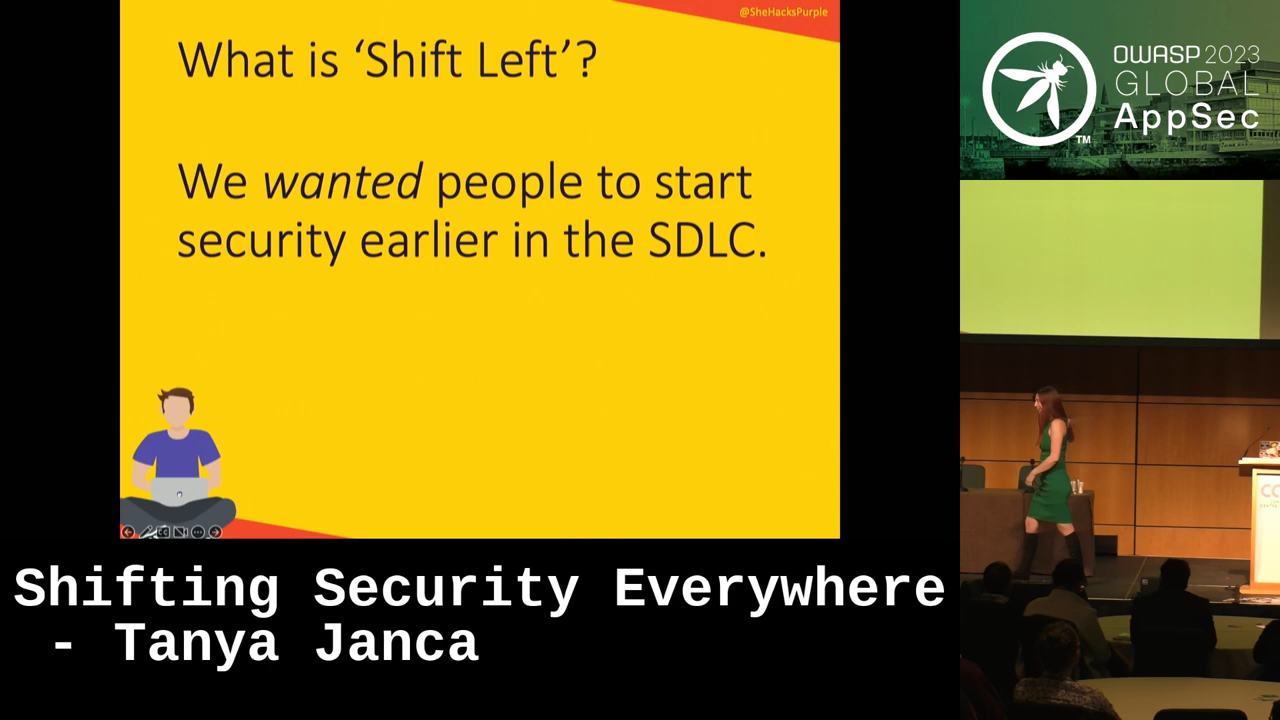 @SheHacksPurple
What is ‘Shift Left’?
We wanted people to start
security earlier in the SDLC.
Shifting Security Everywhere
- Tanya Janca
OWASP 2023
GLOBAL
AppSec
TM